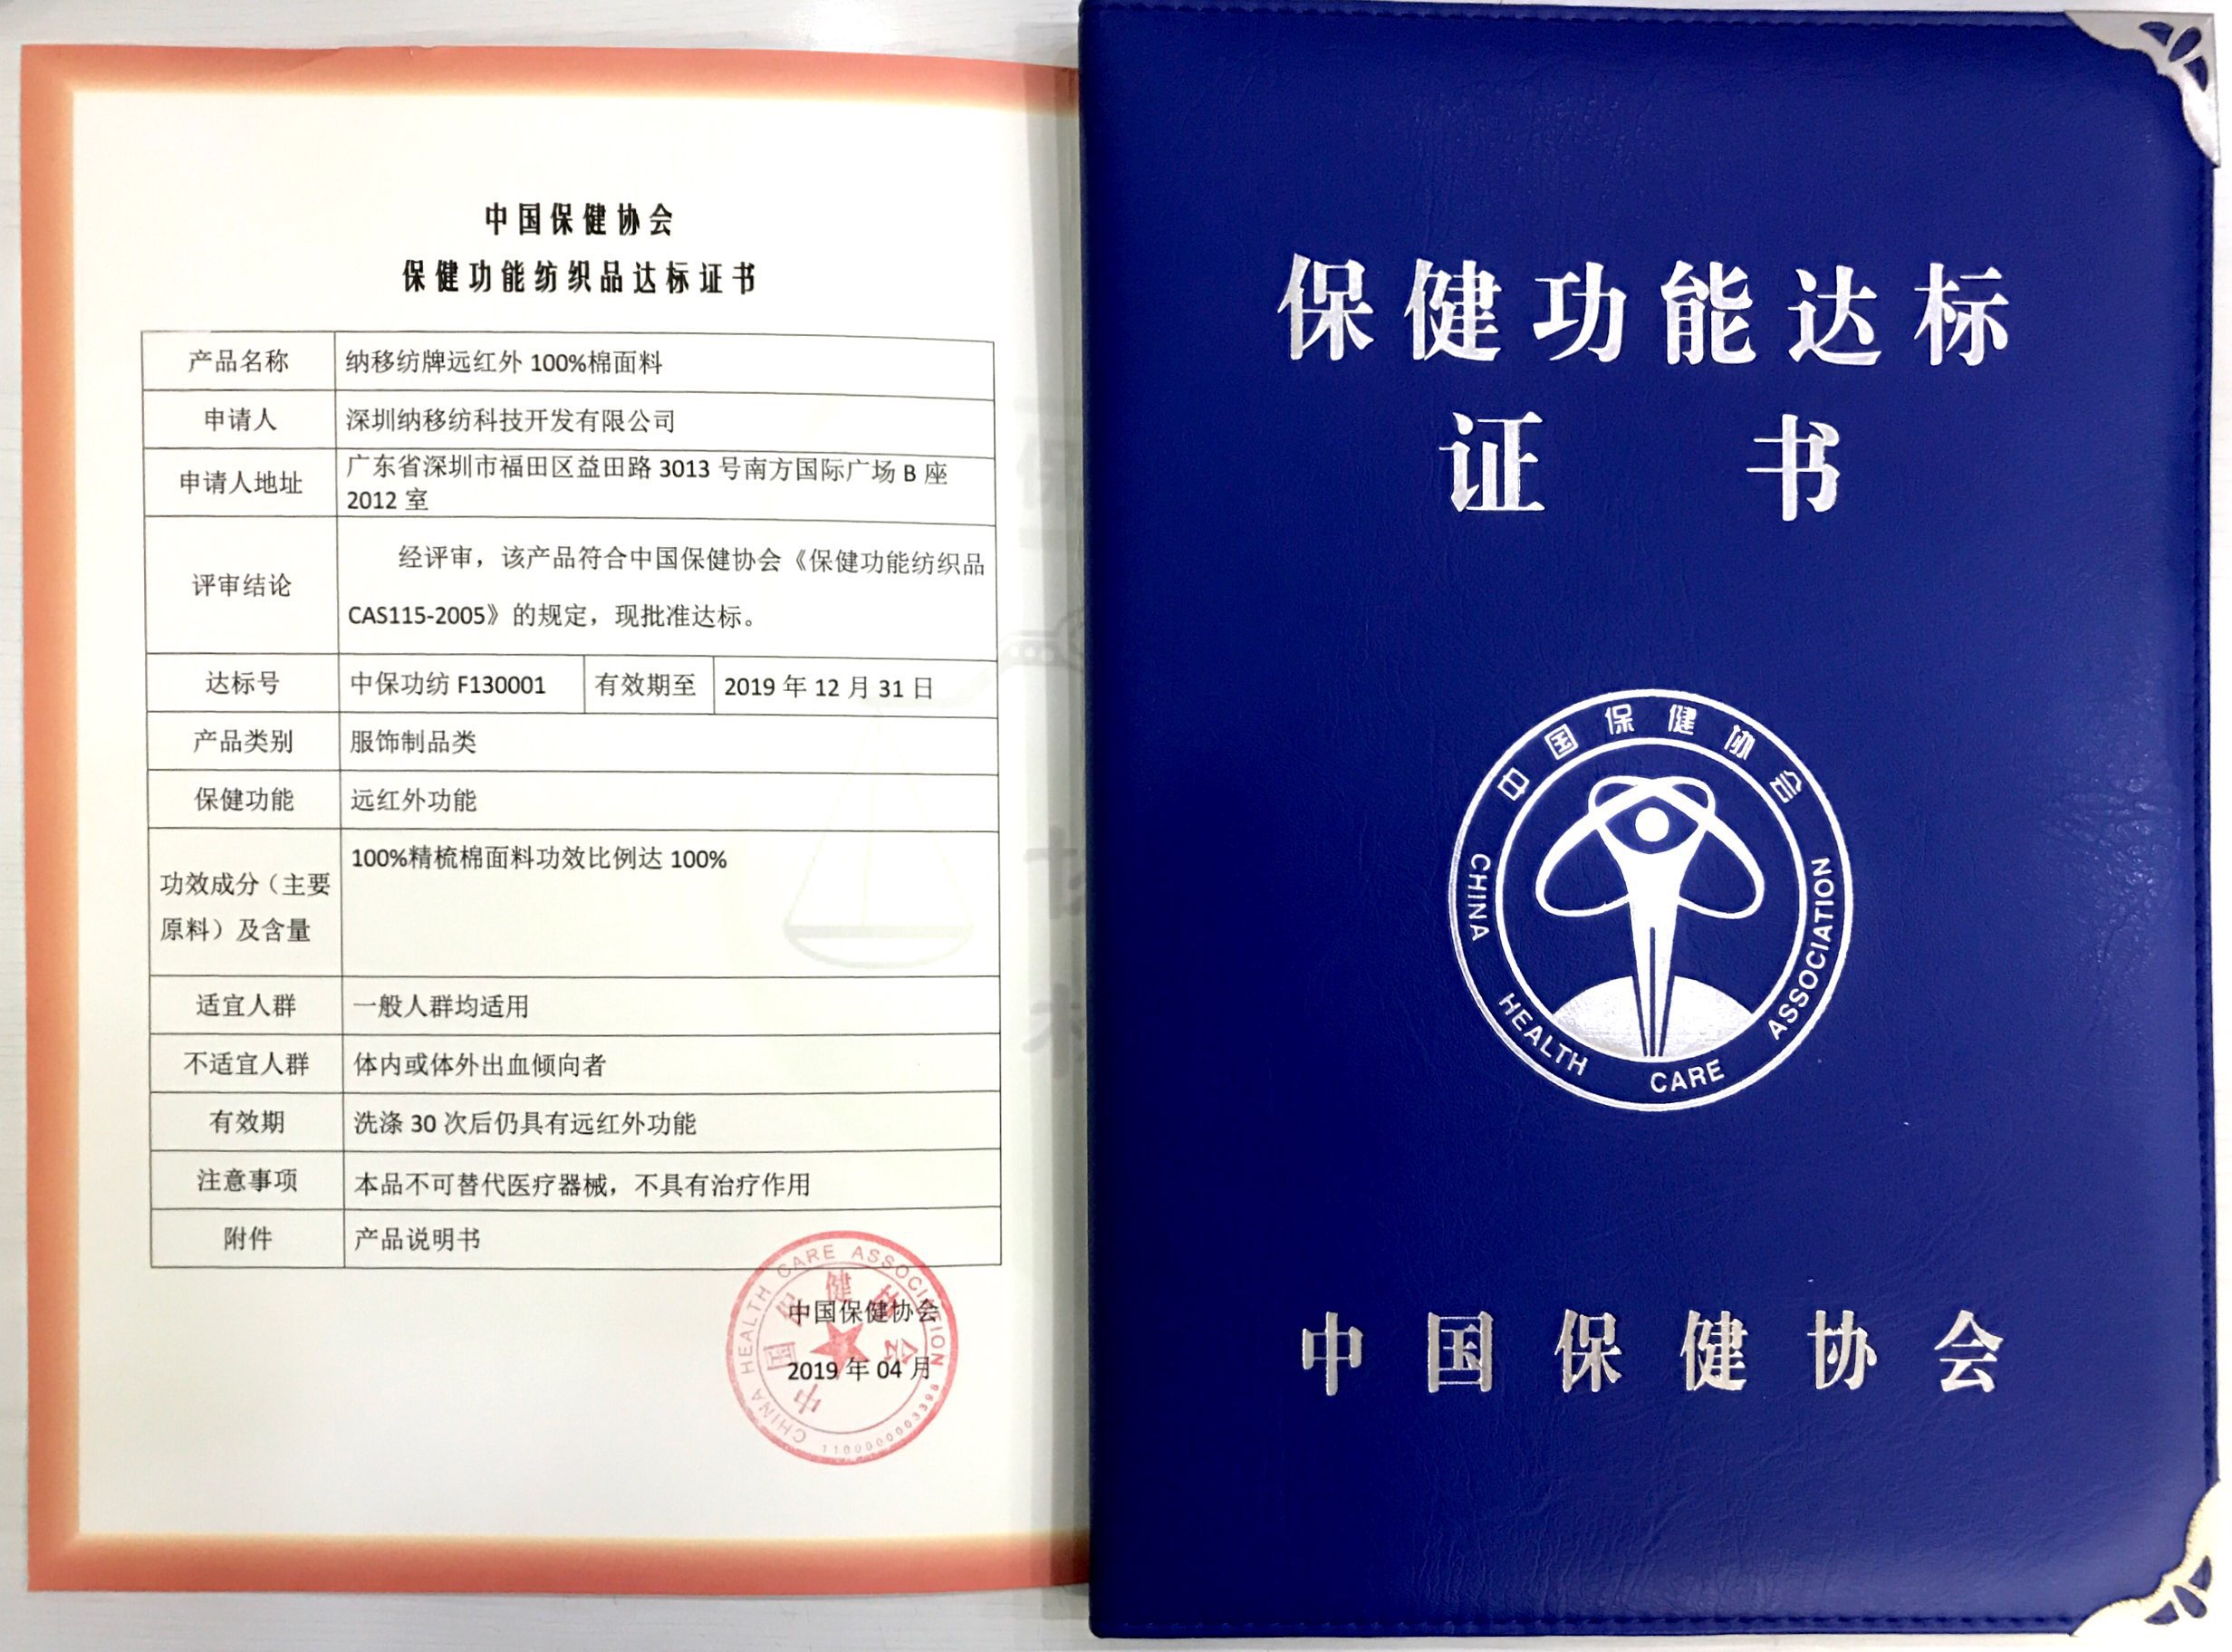 中国保健协会
保健功能纺织品达标证书
产品名称 纳移纺牌远红外 100%棉面料
申请人 深圳纳移纺科技开发有限公司
申请人地址 广东省深圳市福田区益田路 3013 号南方国际广场 B 座
2012 室
评审结论 经评审，该产品符合中国保健协会《保健功能纺织品
CAS115-2005》的规定，现批准达标。
达标号 中保功纺 F130001 有效期至 2019 年 12 月 31 日
产品类别 服饰制品类
保健功能 远红外功能
功效成分（主要
原料）及含量 100%精梳棉面料功效比例达 100%
适宜人群 一般人群均适用
不适宜人群 体内或体外出血倾向者
有效期 洗涤 30 次后仍具有远红外功能
注意事项 本品不可替代医疗器械，不具有治疗作用
附件 产品说明书
中国保健协会
2019 年 04 月
CHINA HEALTH CARE ASSOCIATION
中国保健协会
保健功能达标
证书
中国保健协会
CHINA HEALTH CARE ASSOCIATION
中国保健协会